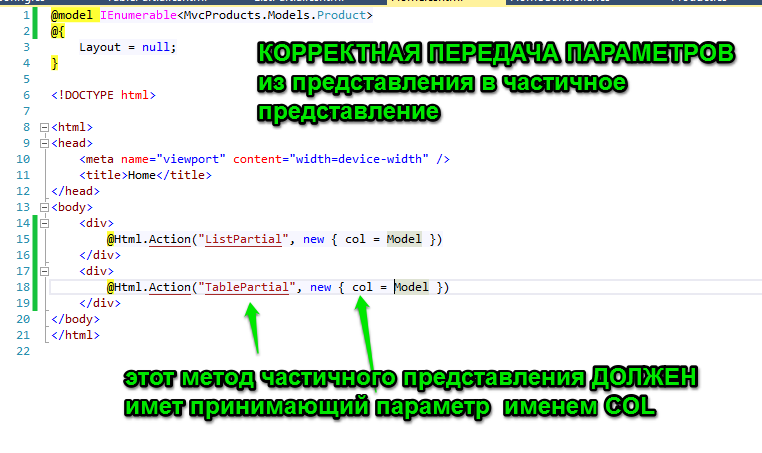 1 @model IEnumerable<MvcProducts.Models.Product>
2 @{
3 Layout = null;
4 }
5
6 <!DOCTYPE html>
7
8 <html>
9 <head>
10 <meta name="viewport" content="width=device-width" />
11 <title>Home</title>
12 </head>
13 <body>
14 <div>
15 @Html.Action("ListPartial", new { col = Model })
16 </div>
17 <div>
18 @Html.Action("TablePartial", new { col = Model })
19 </div>
20 </body>
21 </html>
22
КОРРЕКТНАЯ ПЕРЕДАЧА ПАРАМЕТРОВ
из представления в частичное
представление
этот метод частичного представления ДОЛЖЕН
имет принимающий параметр именем COL